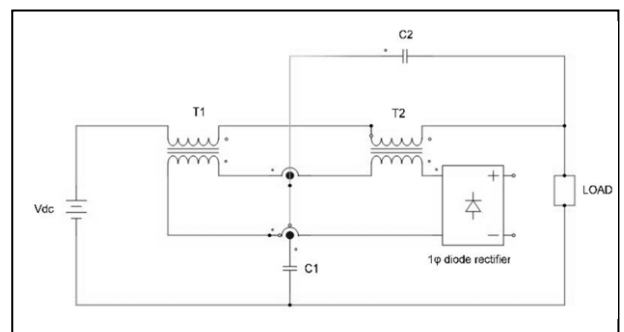 C2
T1
T2
Vdc
+
LOAD
−
1φ diode rectifier
C1